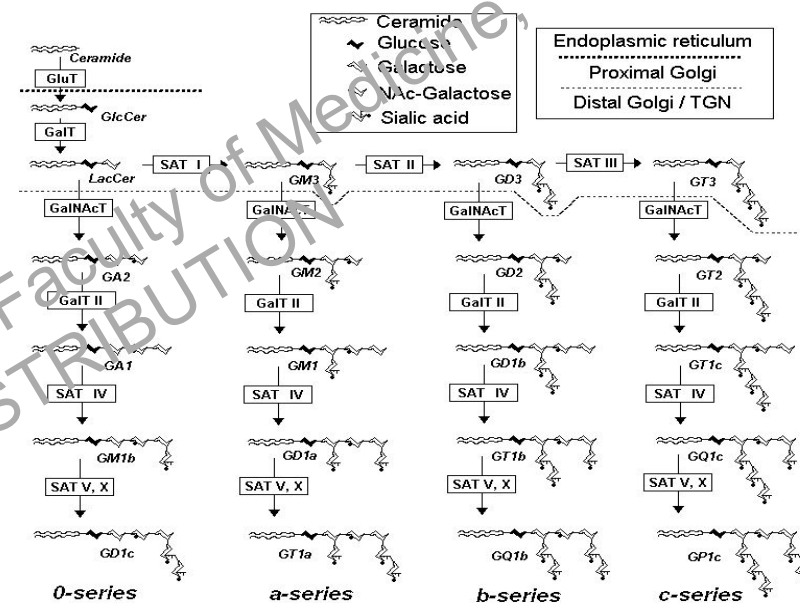 Ceramide
Glucose
Galactose
NAc-Galactose
Sialic acid
Endoplasmic reticulum
Proximal Golgi
Distal Golgi / TGN
Ceramide
GluT
GlcCer
GalT
LacCer
SAT I
GM3
SAT II
GD3
SAT III
GT3
GalNAcT
GalNAcT
GalNAcT
GalNAcT
GA2
GM2
GD2
GT2
GalT II
GalT II
GalT II
GalT II
GA1
GM1
GD1b
GT1c
SAT IV
SAT IV
SAT IV
SAT IV
GM1b
GD1a
GT1b
GQ1c
SAT V, X
SAT V, X
SAT V, X
SAT V, X
GD1c
GT1a
GQ1b
GP1c
0-series
a-series
b-series
c-series
Faculty of Medicine,